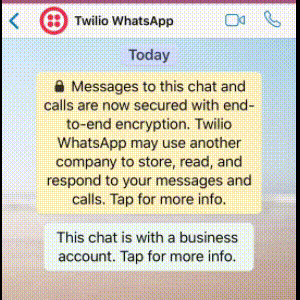 Twilio WhatsApp
Today
Messages to this chat and
calls are now secured with end-
to-end encryption. Twilio
WhatsApp may use another
company to store, read, and
respond to your messages and
calls. Tap for more info.
This chat is with a business
account. Tap for more info.